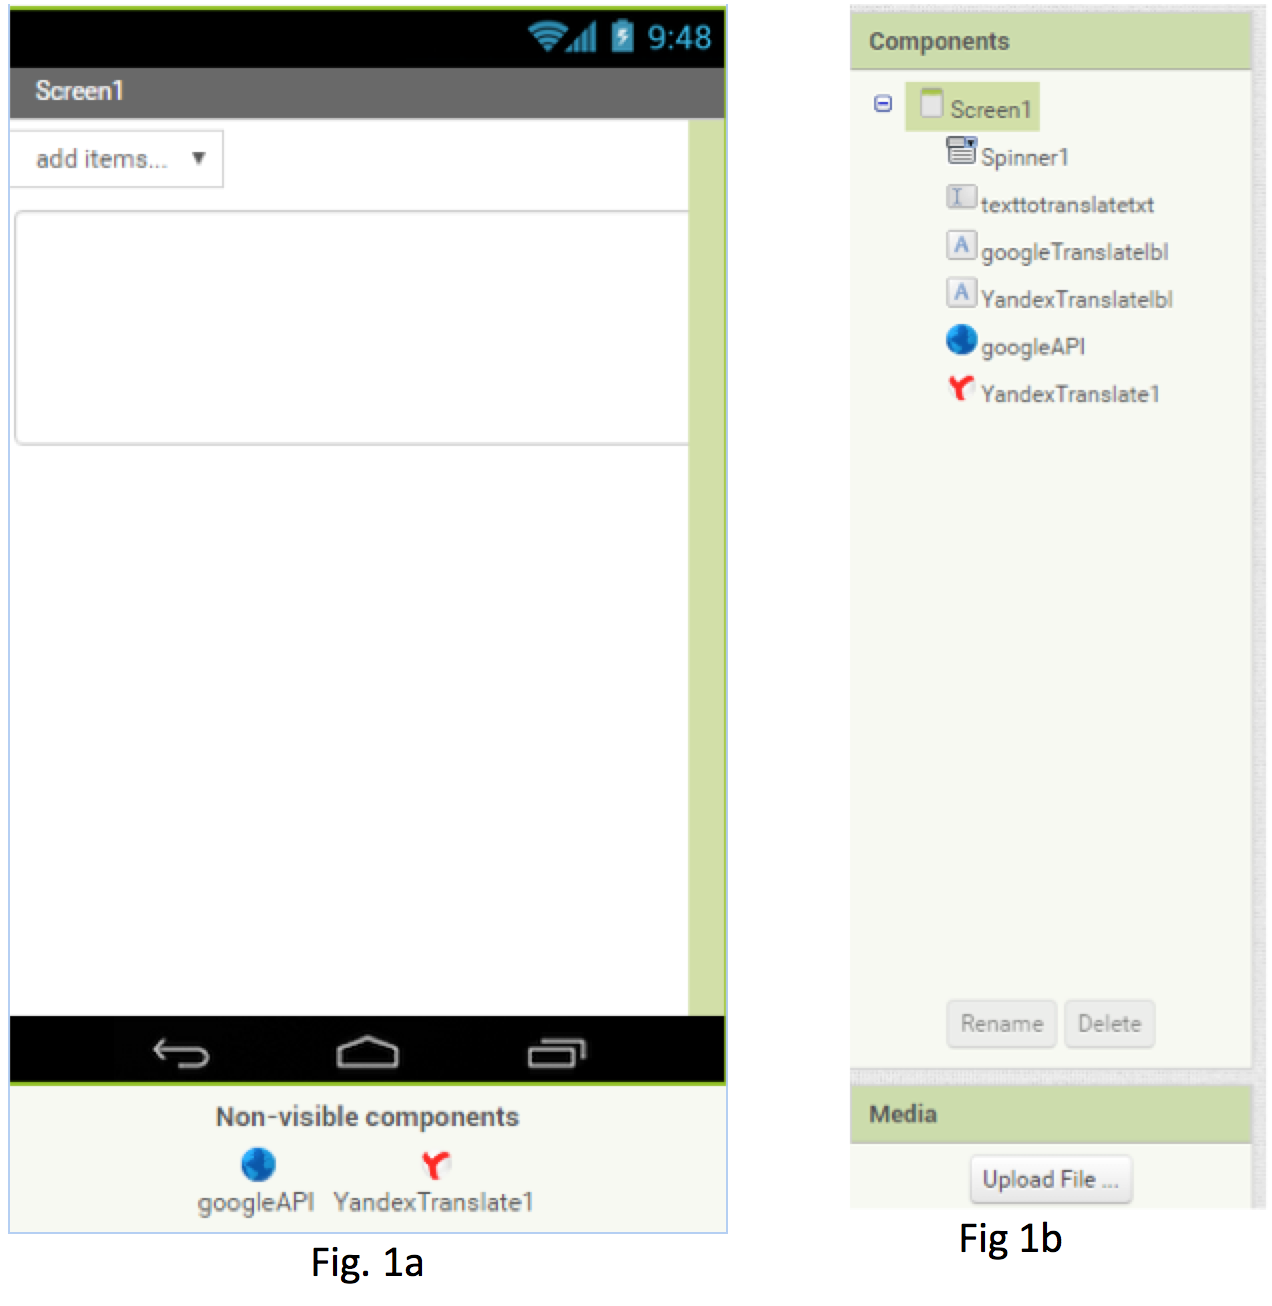 9:48
Screen1
add items...
Non-visible components
googleAPI YandexTranslate1
Fig. 1a
Components
Screen1
Spinner1
texttotranslatetxt
googleTranslatelbl
YandexTranslatelbl
googleAPI
YandexTranslate1
Rename Delete
Media
Upload File ...
Fig 1b